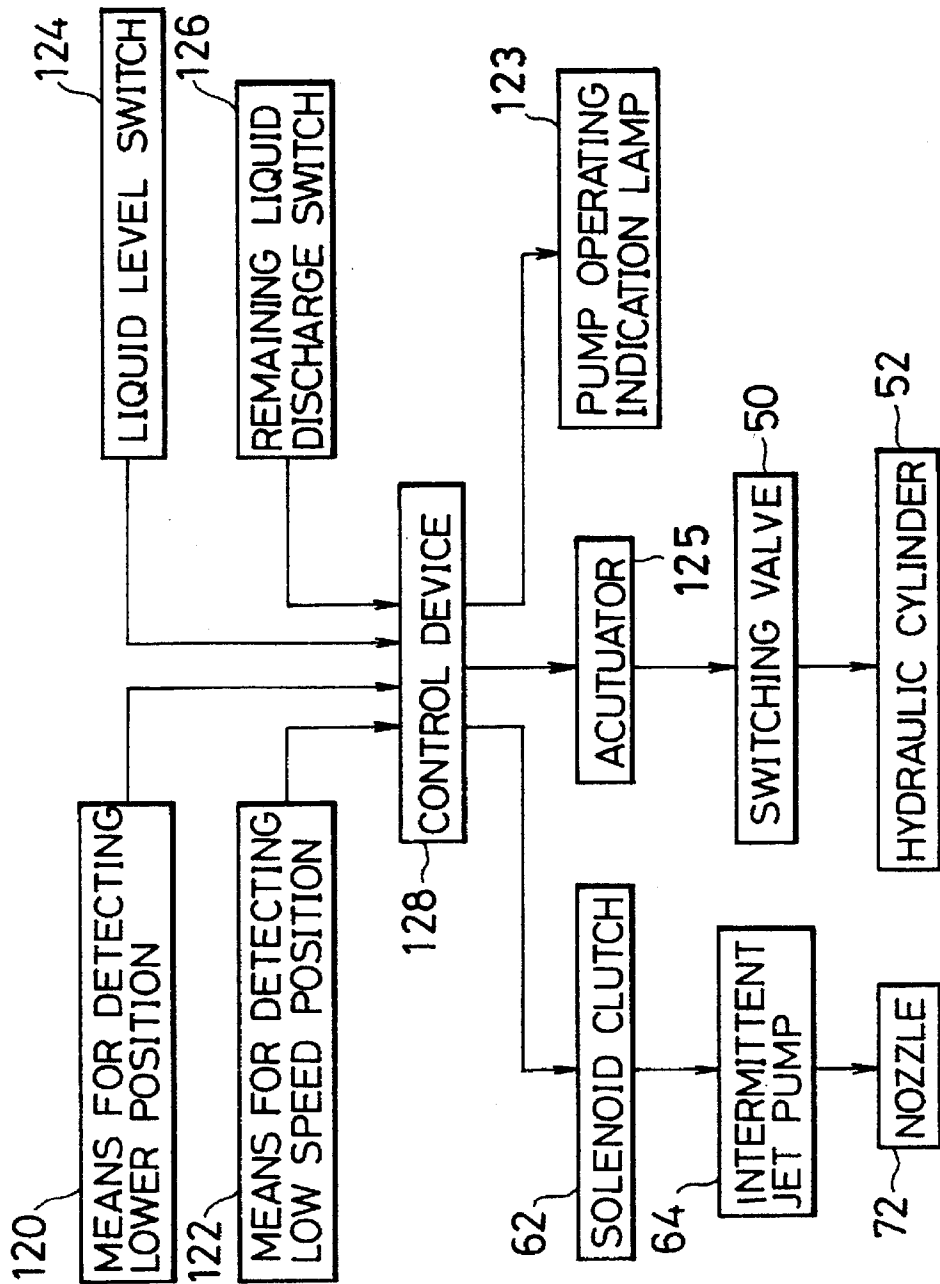 120
MEANS FOR DETECTING
LOWER POSITION
122
MEANS FOR DETECTING
LOW SPEED POSITION
124
LIQUID LEVEL SWITCH
126
REMAINING LIQUID
DISCHARGE SWITCH
CONTROL DEVICE
128
62
SOLENOID CLUTCH
64
INTERMITTENT
JET PUMP
72
NOZZLE
ACUTUATOR
125
SWITCHING VALVE
50
HYDRAULIC CYLINDER
52
123
PUMP OPERATING
INDICATION LAMP